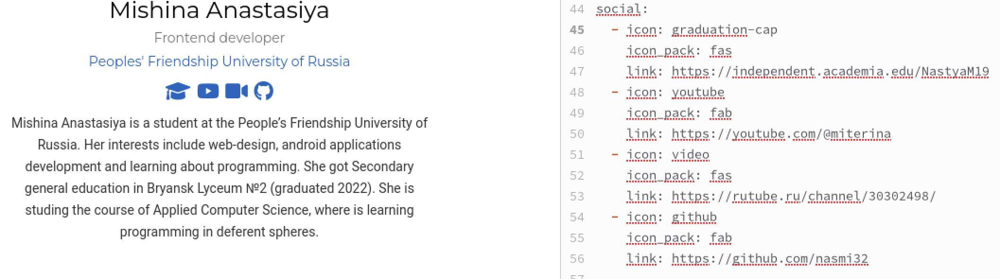 Mishina Anastasiya
Frontend developer
Peoples' Friendship University of Russia
Mishina Anastasiya is a student at the People’s Friendship University of
Russia. Her interests include web-design, android applications
development and learning about programming. She got Secondary
general education in Bryansk Lyceum №2 (graduated 2022). She is
studing the course of Applied Computer Science, where is learning
programming in deferent spheres.
44 social:
45 - icon: graduation-cap
46 icon_pack: fas
47 link: https://independent.academia.edu/NastyaM19
48 - icon: youtube
49 icon_pack: fab
50 link: https://youtube.com/@miterina
51 - icon: video
52 icon_pack: fas
53 link: https://rutube.ru/channel/30302498/
54 - icon: github
55 icon_pack: fab
56 link: https://github.com/nasmi32
57